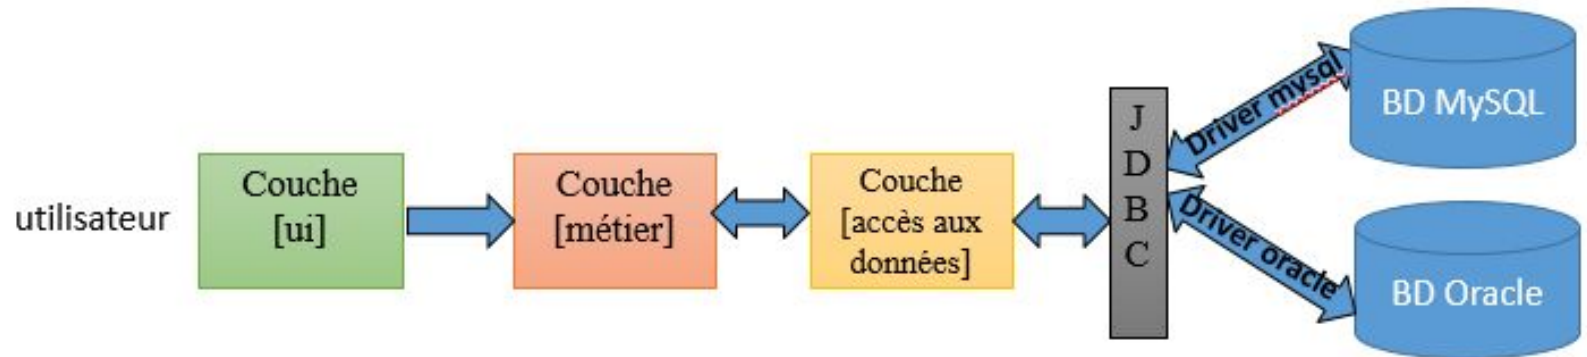 utilisateur
Couche
[ui]
Couche
[métier]
Couche
[accès aux
données]
J
D
B
C
Driver mysql
Driver oracle
BD MySQL
BD Oracle